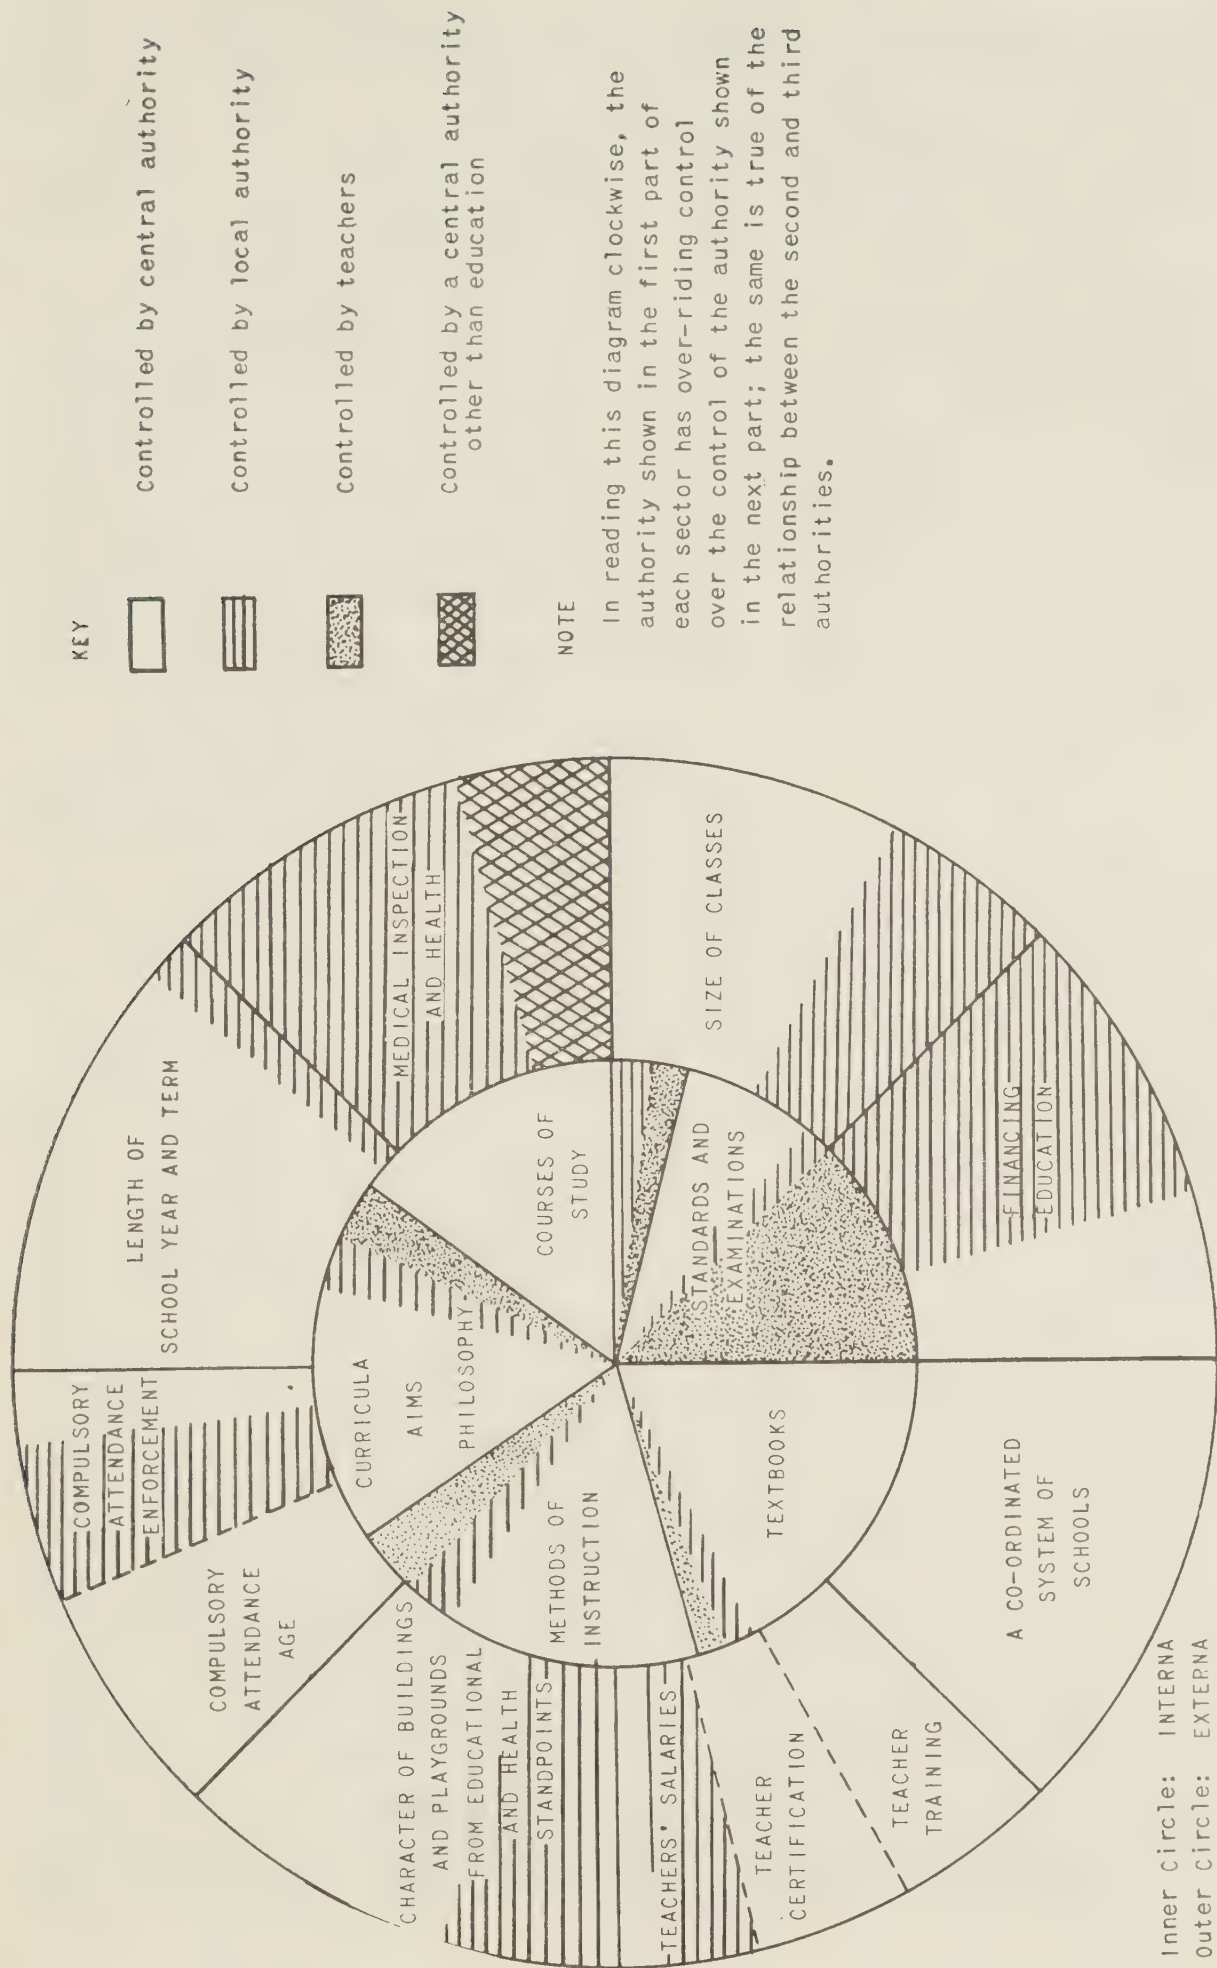 KEY
Controlled by central authority
Controlled by local authority
Controlled by teachers
Controlled by a central authority
other than education
NOTE
In reading this diagram clockwise, the
authority shown in the first part of
each sector has over-riding control
over the control of the authority shown
in the next part; the same is true of the
relationship between the second and third
authorities.
LENGTH OF
SCHOOL YEAR AND TERM
MEDICAL INSPECTION
AND HEALTH
SIZE OF CLASSES
FINANCING
EDUCATION
A CO-ORDINATED
SYSTEM OF
SCHOOLS
TEACHER
TRAINING
TEACHER
CERTIFICATION
TEACHERS' SALARIES
CHARACTER OF BUILDINGS
AND PLAYGROUNDS
FROM EDUCATIONAL
AND HEALTH
STANDPOINTS
COMPULSORY
ATTENDANCE
AGE
COMPULSORY
ATTENDANCE
ENFORCEMENT
CURRICULA
AIMS
PHILOSOPHY
COURSES OF
STUDY
STANDARDS AND
EXAMINATIONS
TEXTBOOKS
METHODS OF
INSTRUCTION
Inner Circle: INTERNA
Outer Circle: EXTERNA